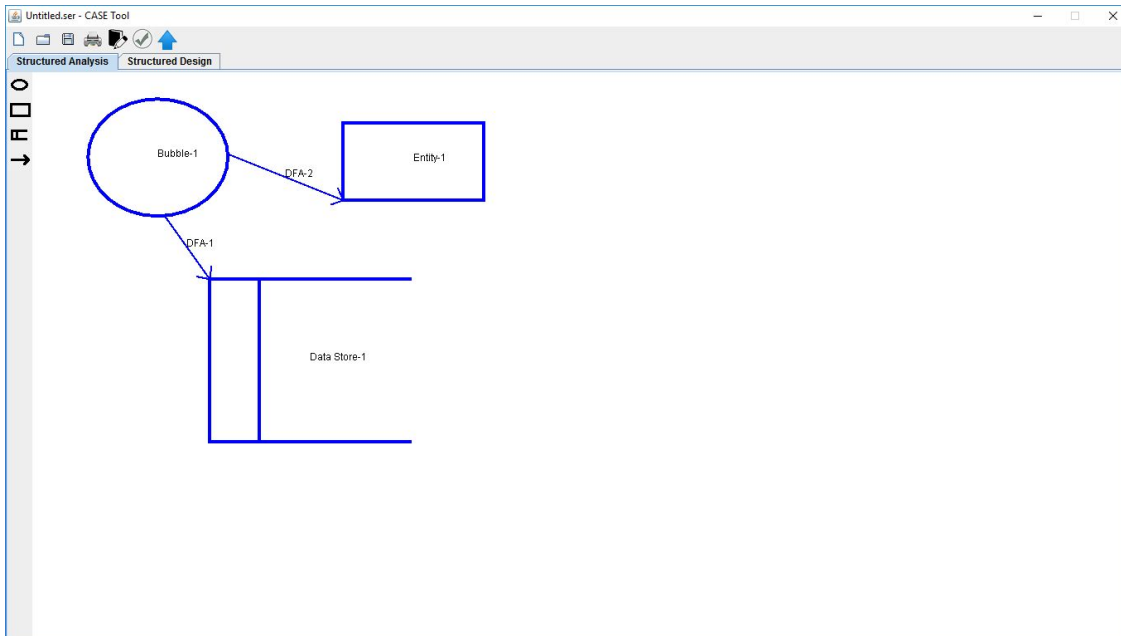 Untitled.ser - CASE Tool
Structured Analysis Structured Design
Bubble-1
Entity-1
DFA-2
DFA-1
Data Store-1